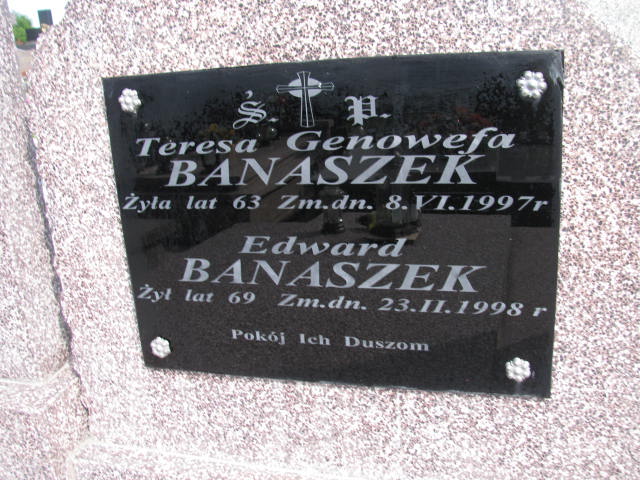 Ś. P.
Teresa Genowefa
BANASZEK
Żyła lat 63 Zm.dn. 8.VI.1997r
Edward
BANASZEK
Żył lat 69 Zm.dn. 23.II.1998 r
Pokój Ich Duszom